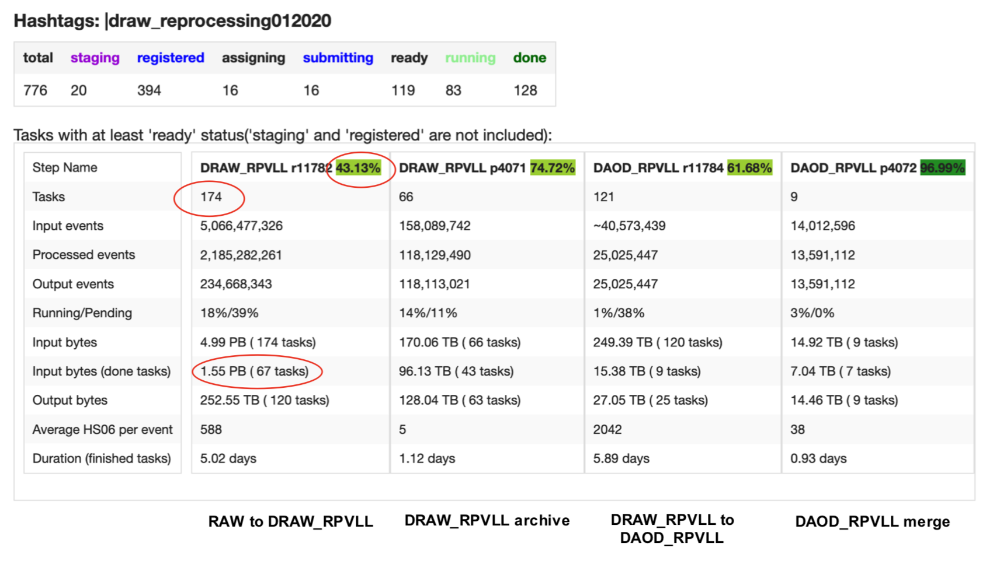 Hashtags: |draw_reprocessing012020
total staging registered assigning submitting ready running done
776 20 394 16 16 119 83 128
Tasks with at least 'ready' status('staging' and 'registered' are not included):
Step Name DRAW_RPVLL r11782 43.13% DRAW_RPVLL p4071 74.72% DAOD_RPVLL r11784 61.68% DAOD_RPVLL p4072 96.99%
Tasks 174 66 121 9
Input events 5,066,477,326 158,089,742 ~40,573,439 14,012,596
Processed events 2,185,282,261 118,129,490 25,025,447 13,591,112
Output events 234,668,343 118,113,021 25,025,447 13,591,112
Running/Pending 18%/39% 14%/11% 1%/38% 3%/0%
Input bytes 4.99 PB ( 174 tasks) 170.06 TB ( 66 tasks) 249.39 TB ( 120 tasks) 14.92 TB ( 9 tasks)
Input bytes (done tasks) 1.55 PB ( 67 tasks) 96.13 TB ( 43 tasks) 15.38 TB ( 9 tasks) 7.04 TB ( 7 tasks)
Output bytes 252.55 TB ( 120 tasks) 128.04 TB ( 63 tasks) 27.05 TB ( 25 tasks) 14.46 TB ( 9 tasks)
Average HS06 per event 588 5 2042 38
Duration (finished tasks) 5.02 days 1.12 days 5.89 days 0.93 days
RAW to DRAW_RPVLL DRAW_RPVLL archive DRAW_RPVLL to DAOD_RPVLL merge
DAOD_RPVLL